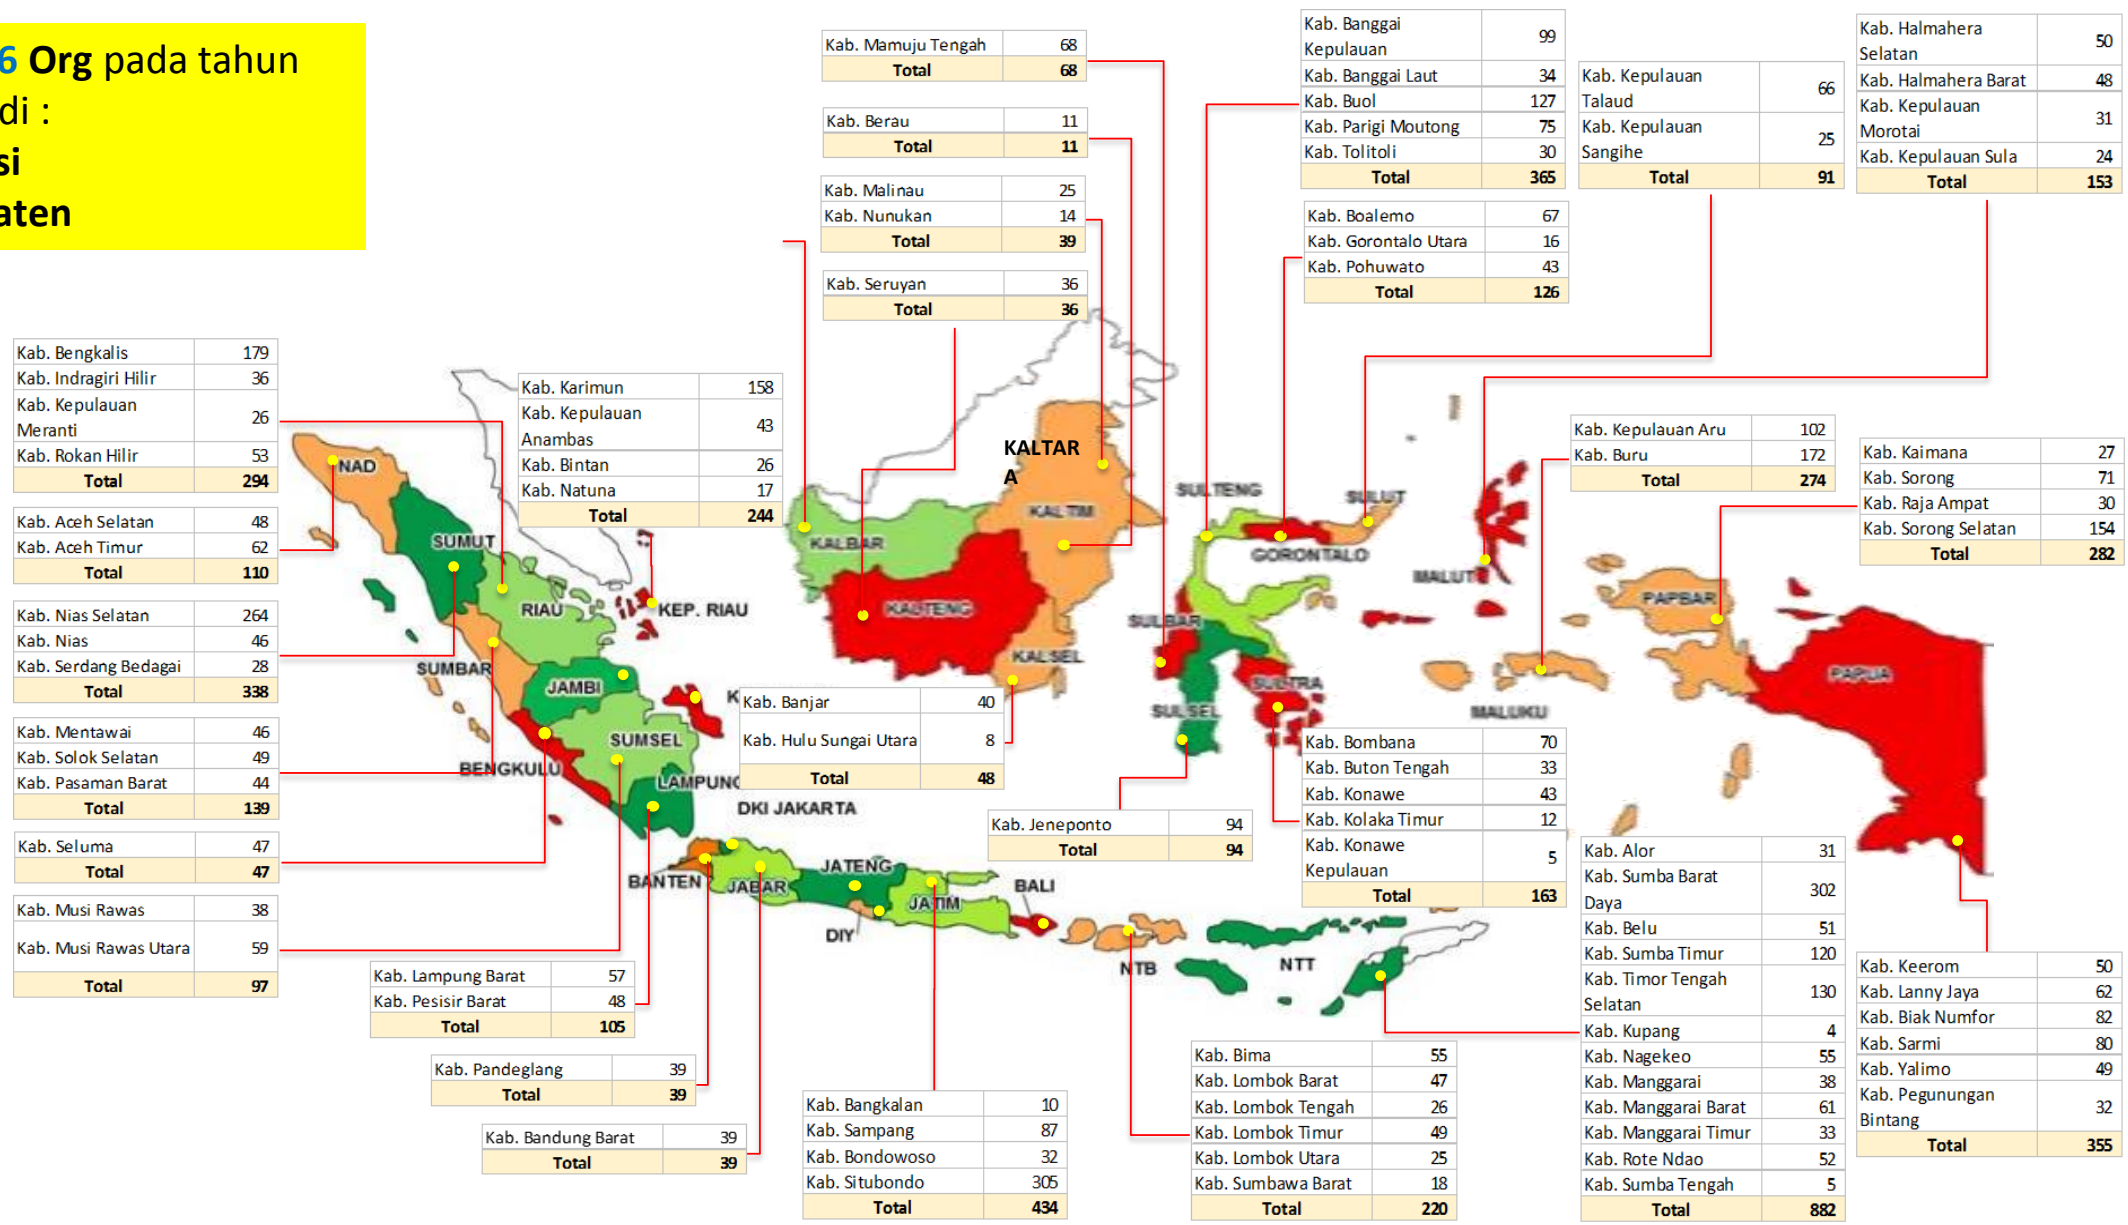 6 Org pada tahun
di :
si
aten
Kab. Mamuju Tengah 68
Total 68
Kab. Berau 11
Total 11
Kab. Malinau 25
Kab. Nunukan 14
Total 39
Kab. Seruyan 36
Total 36
Kab. Banggai
Kepulauan 99
Kab. Banggai Laut 34
Kab. Buol 127
Kab. Parigi Moutong 75
Kab. Tolitoli 30
Total 365
Kab. Kepulauan
Talaud 66
Kab. Kepulauan
Sangihe 25
Total 91
Kab. Halmahera
Selatan 50
Kab. Halmahera Barat 48
Kab. Kepulauan
Morotai 31
Kab. Kepulauan Sula 24
Total 153
Kab. Boalemo 67
Kab. Gorontalo Utara 16
Kab. Pohuwato 43
Total 126
Kab. Bengkalis 179
Kab. Indragiri Hilir 36
Kab. Kepulauan
Meranti 26
Kab. Rokan Hilir 53
Total 294
Kab. Karimun 158
Kab. Kepulauan
Anambas 43
Kab. Bintan 26
Kab. Natuna 17
Total 244
Kab. Kepulauan Aru 102
Kab. Buru 172
Total 274
Kab. Kaimana 27
Kab. Sorong 71
Kab. Raja Ampat 30
Kab. Sorong Selatan 154
Total 282
Kab. Aceh Selatan 48
Kab. Aceh Timur 62
Total 110
Kab. Nias Selatan 264
Kab. Nias 46
Kab. Serdang Bedagai 28
Total 338
Kab. Mentawai 46
Kab. Solok Selatan 49
Kab. Pasaman Barat 44
Total 139
Kab. Seluma 47
Total 47
Kab. Musi Rawas 38
Kab. Musi Rawas Utara 59
Total 97
NAD
SUMUT
RIAU
KEP. RIAU
SUMBAR
JAMBI
K
SUMSEL
BENGKULU
LAMPUNG
DKI JAKARTA
BANTEN
JABAR
JATENG
DIY
JATIM
BALI
NTB
NTT
KALTAR
A
KALTIM
KALBAR
KALTENG
KALSEL
SULTENG
SULUT
GORONTALO
SULBAR
SULTRA
SULSEL
MALUT
MALUKU
PAPBAR
PAPUA
Kab. Banjar 40
Kab. Hulu Sungai Utara 8
Total 48
Kab. Jeneponto 94
Total 94
Kab. Bombana 70
Kab. Buton Tengah 33
Kab. Konawe 43
Kab. Kolaka Timur 12
Kab. Konawe
Kepulauan 5
Total 163
Kab. Alor 31
Kab. Sumba Barat
Daya 302
Kab. Belu 51
Kab. Sumba Timur 120
Kab. Timor Tengah
Selatan 130
Kab. Kupang 4
Kab. Nagekeo 55
Kab. Manggarai 38
Kab. Manggarai Barat 61
Kab. Manggarai Timur 33
Kab. Rote Ndao 52
Kab. Sumba Tengah 5
Total 882
Kab. Keerom 50
Kab. Lanny Jaya 62
Kab. Biak Numfor 82
Kab. Sarmi 80
Kab. Yalimo 49
Kab. Pegunungan
Bintang 32
Total 355
Kab. Lampung Barat 57
Kab. Pesisir Barat 48
Total 105
Kab. Pandeglang 39
Total 39
Kab. Bandung Barat 39
Total 39
Kab. Bangkalan 10
Kab. Sampang 87
Kab. Bondowoso 32
Kab. Situbondo 305
Total 434
Kab. Bima 55
Kab. Lombok Barat 47
Kab. Lombok Tengah 26
Kab. Lombok Timur 49
Kab. Lombok Utara 25
Kab. Sumbawa Barat 18
Total 220